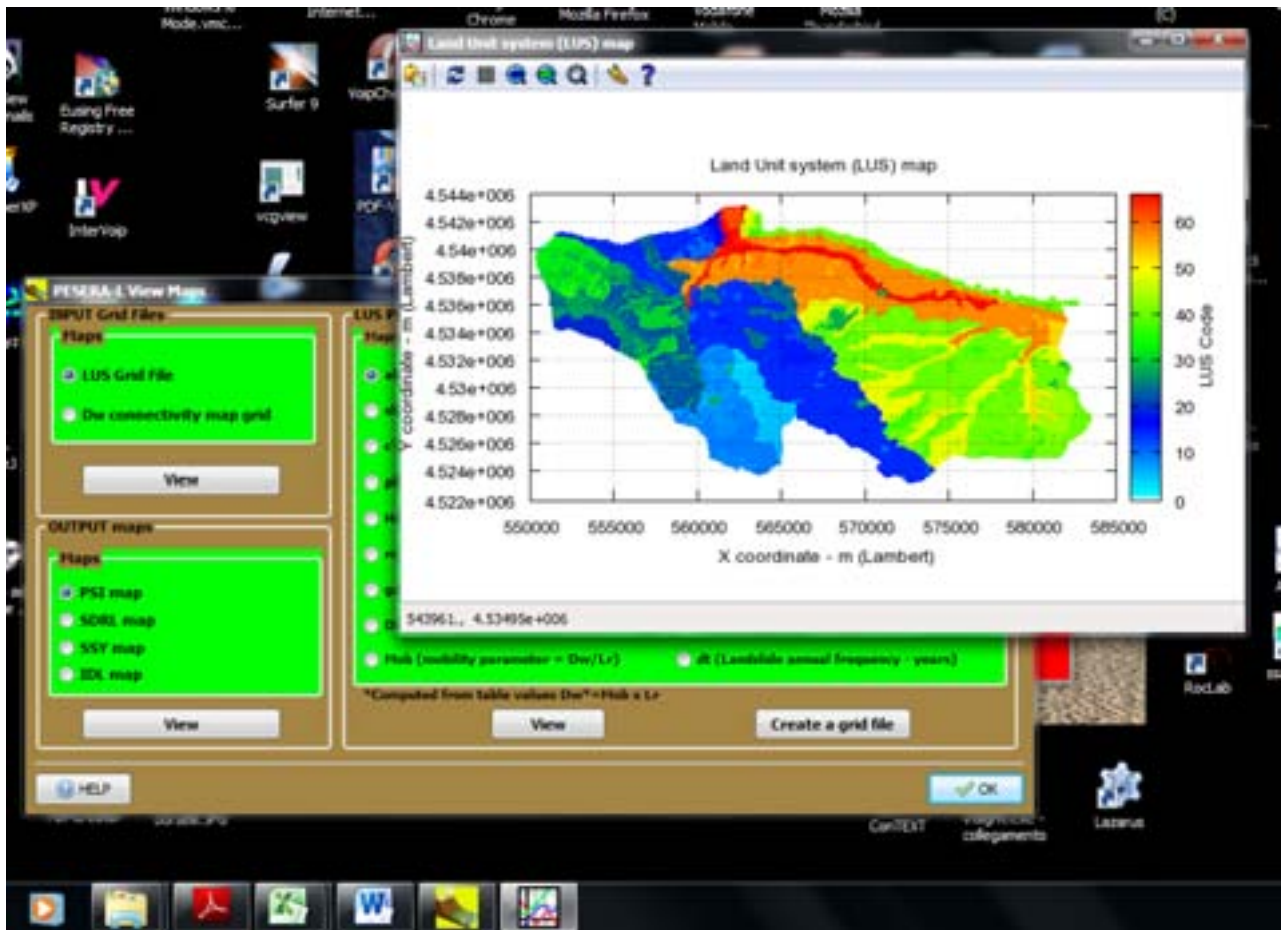 Mode.vmc...
Internet...
Chrome
Mozilla Firefox
(C)
Eusing Free
Registry ...
Surfer 9
InterVoip
vcgview
Land Unit system (LUS) map
Land Unit system (LUS) map
4.544e+006
4.542e+006
4.54e+006
4.538e+006
4.536e+006
4.534e+006
4.532e+006
4.53e+006
4.528e+006
4.526e+006
4.524e+006
4.522e+006
Y coordinate - m (Lambert)
550000 555000 560000 565000 570000 575000 580000 585000
X coordinate - m (Lambert)
60
50
40
30
20
10
0
LUS Code
543961., 4.53495e+006
PESERA-L View Maps
INPUT Grid Files
Maps
LUS Grid File
Dw connectivity map grid
View
OUTPUT maps
Maps
PSI map
SDRL map
SSY map
IDL map
View
LUS
Mob (mobility parameter = Dw/Lr)
dt (Landslide annual frequency - years)
*Computed from table values Dw*=Mob x Lr
View
Create a grid file
HELP
OK
RocLab
ConTEXT
collegamento
Lazarus